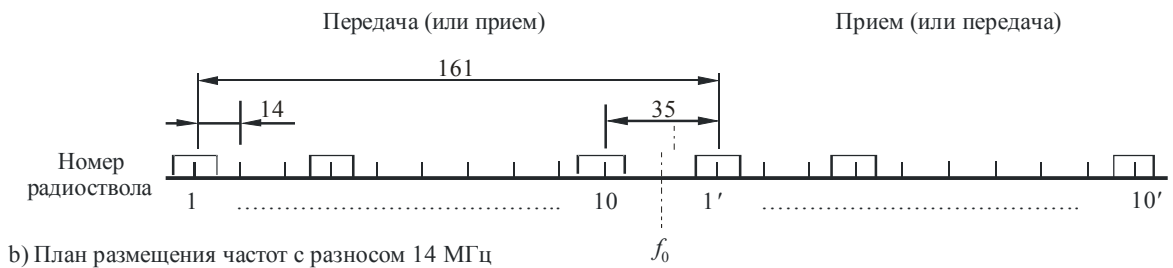 Передача (или прием) Прием (или передача)
161
14 35
Номер
радиоствола
1 ................................................. 10 1′ ................................................. 10′
f0
b) План размещения частот с разносом 14 МГц